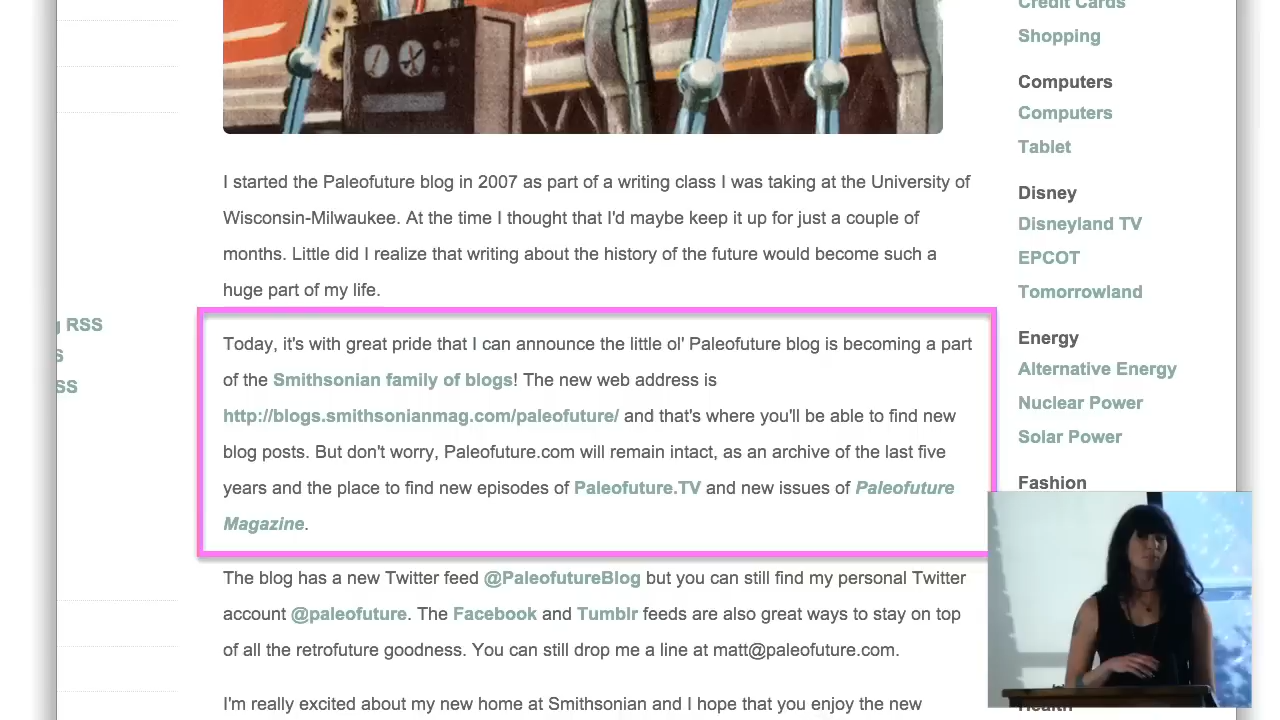 I started the Paleofuture blog in 2007 as part of a writing class I was taking at the University of
Wisconsin-Milwaukee. At the time I thought that I'd maybe keep it up for just a couple of
months. Little did I realize that writing about the history of the future would become such a
huge part of my life.
Today, it's with great pride that I can announce the little ol' Paleofuture blog is becoming a part
of the Smithsonian family of blogs! The new web address is
http://blogs.smithsonianmag.com/paleofuture/ and that's where you'll be able to find new
blog posts. But don't worry, Paleofuture.com will remain intact, as an archive of the last five
years and the place to find new episodes of Paleofuture.TV and new issues of Paleofuture
Magazine.
The blog has a new Twitter feed @PaleofutureBlog but you can still find my personal Twitter
account @paleofuture. The Facebook and Tumblr feeds are also great ways to stay on top
of all the retrofuture goodness. You can still drop me a line at matt@paleofuture.com.
I'm really excited about my new home at Smithsonian and I hope that you enjoy the new
RSS
Credit Cards
Shopping
Computers
Computers
Tablet
Disney
Disneyland TV
EPCOT
Tomorrowland
Energy
Alternative Energy
Nuclear Power
Solar Power
Fashion
Health